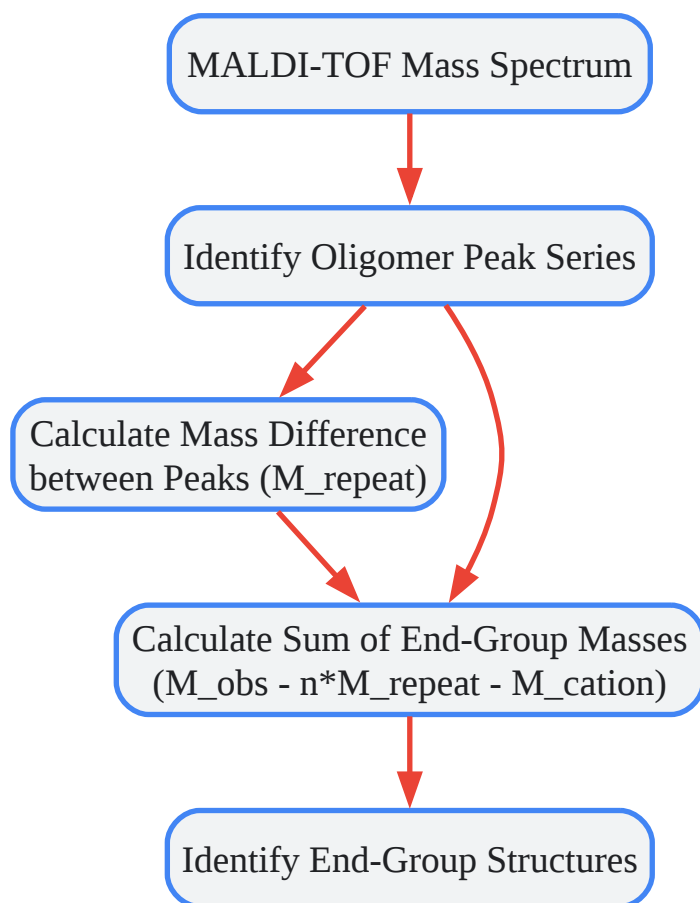 MALDI-TOF Mass Spectrum
Identify Oligomer Peak Series
Calculate Mass Difference
between Peaks (M_repeat)
Calculate Sum of End-Group Masses
(M_obs - n*M_repeat - M_cation)
Identify End-Group Structures